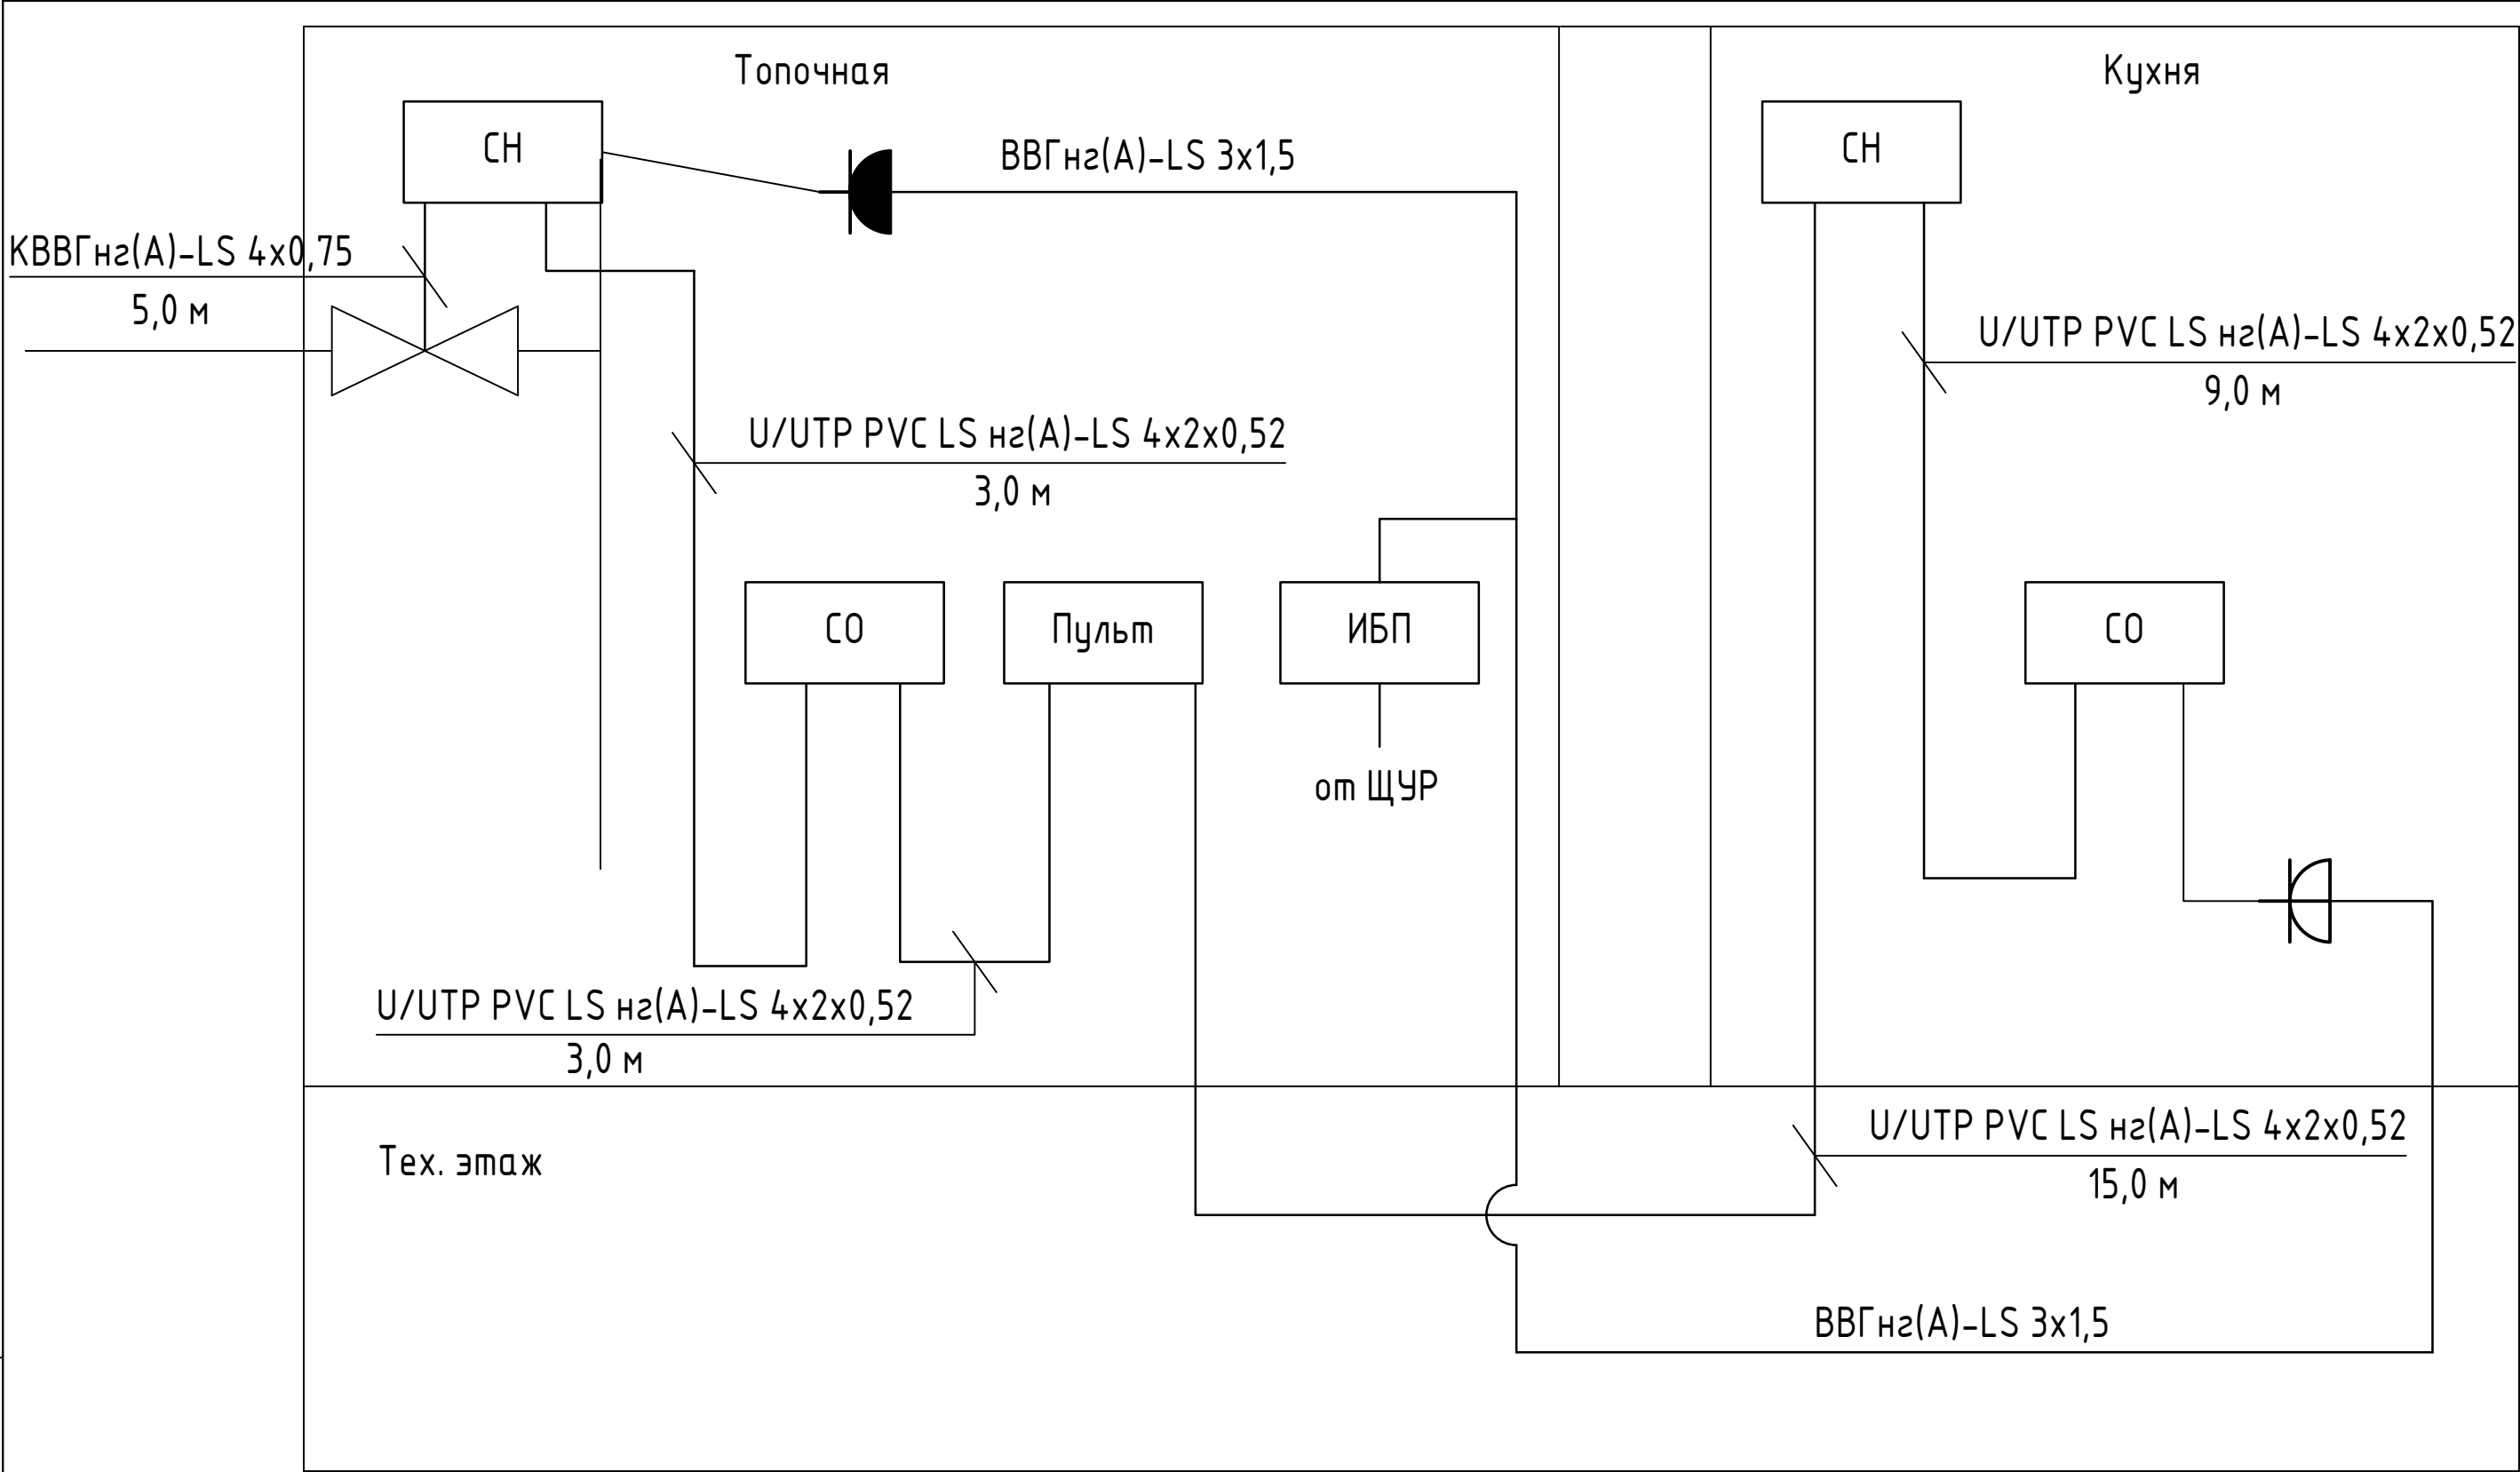 Топочная
Кухня
СН
СН
ВВГнг(А)-LS 3х1,5
КВВГнг(А)-LS 4х0,75
5,0 м
U/UTP PVC LS нг(А)-LS 4х2х0,52
9,0 м
U/UTP PVC LS нг(А)-LS 4х2х0,52
3,0 м
СО
Пульт
ИБП
СО
от ЩУР
U/UTP PVC LS нг(А)-LS 4х2х0,52
3,0 м
Тех. этаж
U/UTP PVC LS нг(А)-LS 4х2х0,52
15,0 м
ВВГнг(А)-LS 3х1,5